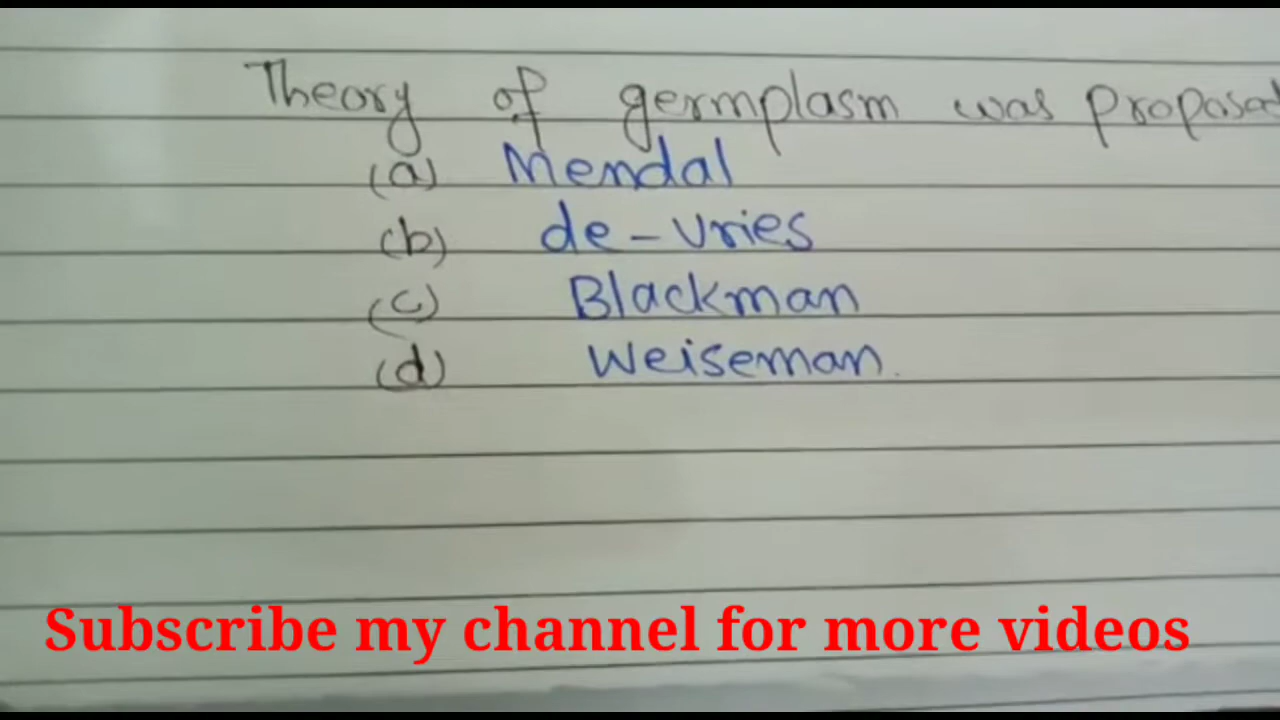 Theory of germplasm was proposed
(a) Mendal
(b) de-vries
(c) Blackman
(d) Weiseman.
Subscribe my channel for more videos